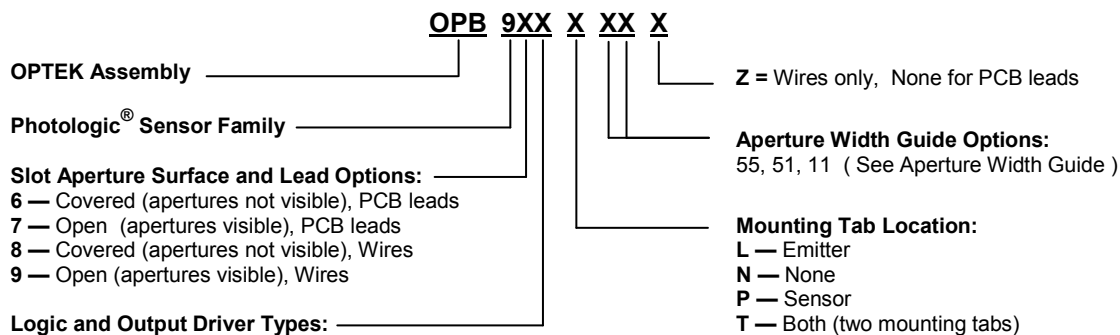 OPB 9XX X XX X
OPTEK Assembly
Photologic® Sensor Family
Slot Aperture Surface and Lead Options:
6 — Covered (apertures not visible), PCB leads
7 — Open (apertures visible), PCB leads
8 — Covered (apertures not visible), Wires
9 — Open (apertures visible), Wires
Logic and Output Driver Types:
Z = Wires only, None for PCB leads
Aperture Width Guide Options:
55, 51, 11 ( See Aperture Width Guide )
Mounting Tab Location:
L — Emitter
N — None
P — Sensor
T — Both (two mounting tabs)